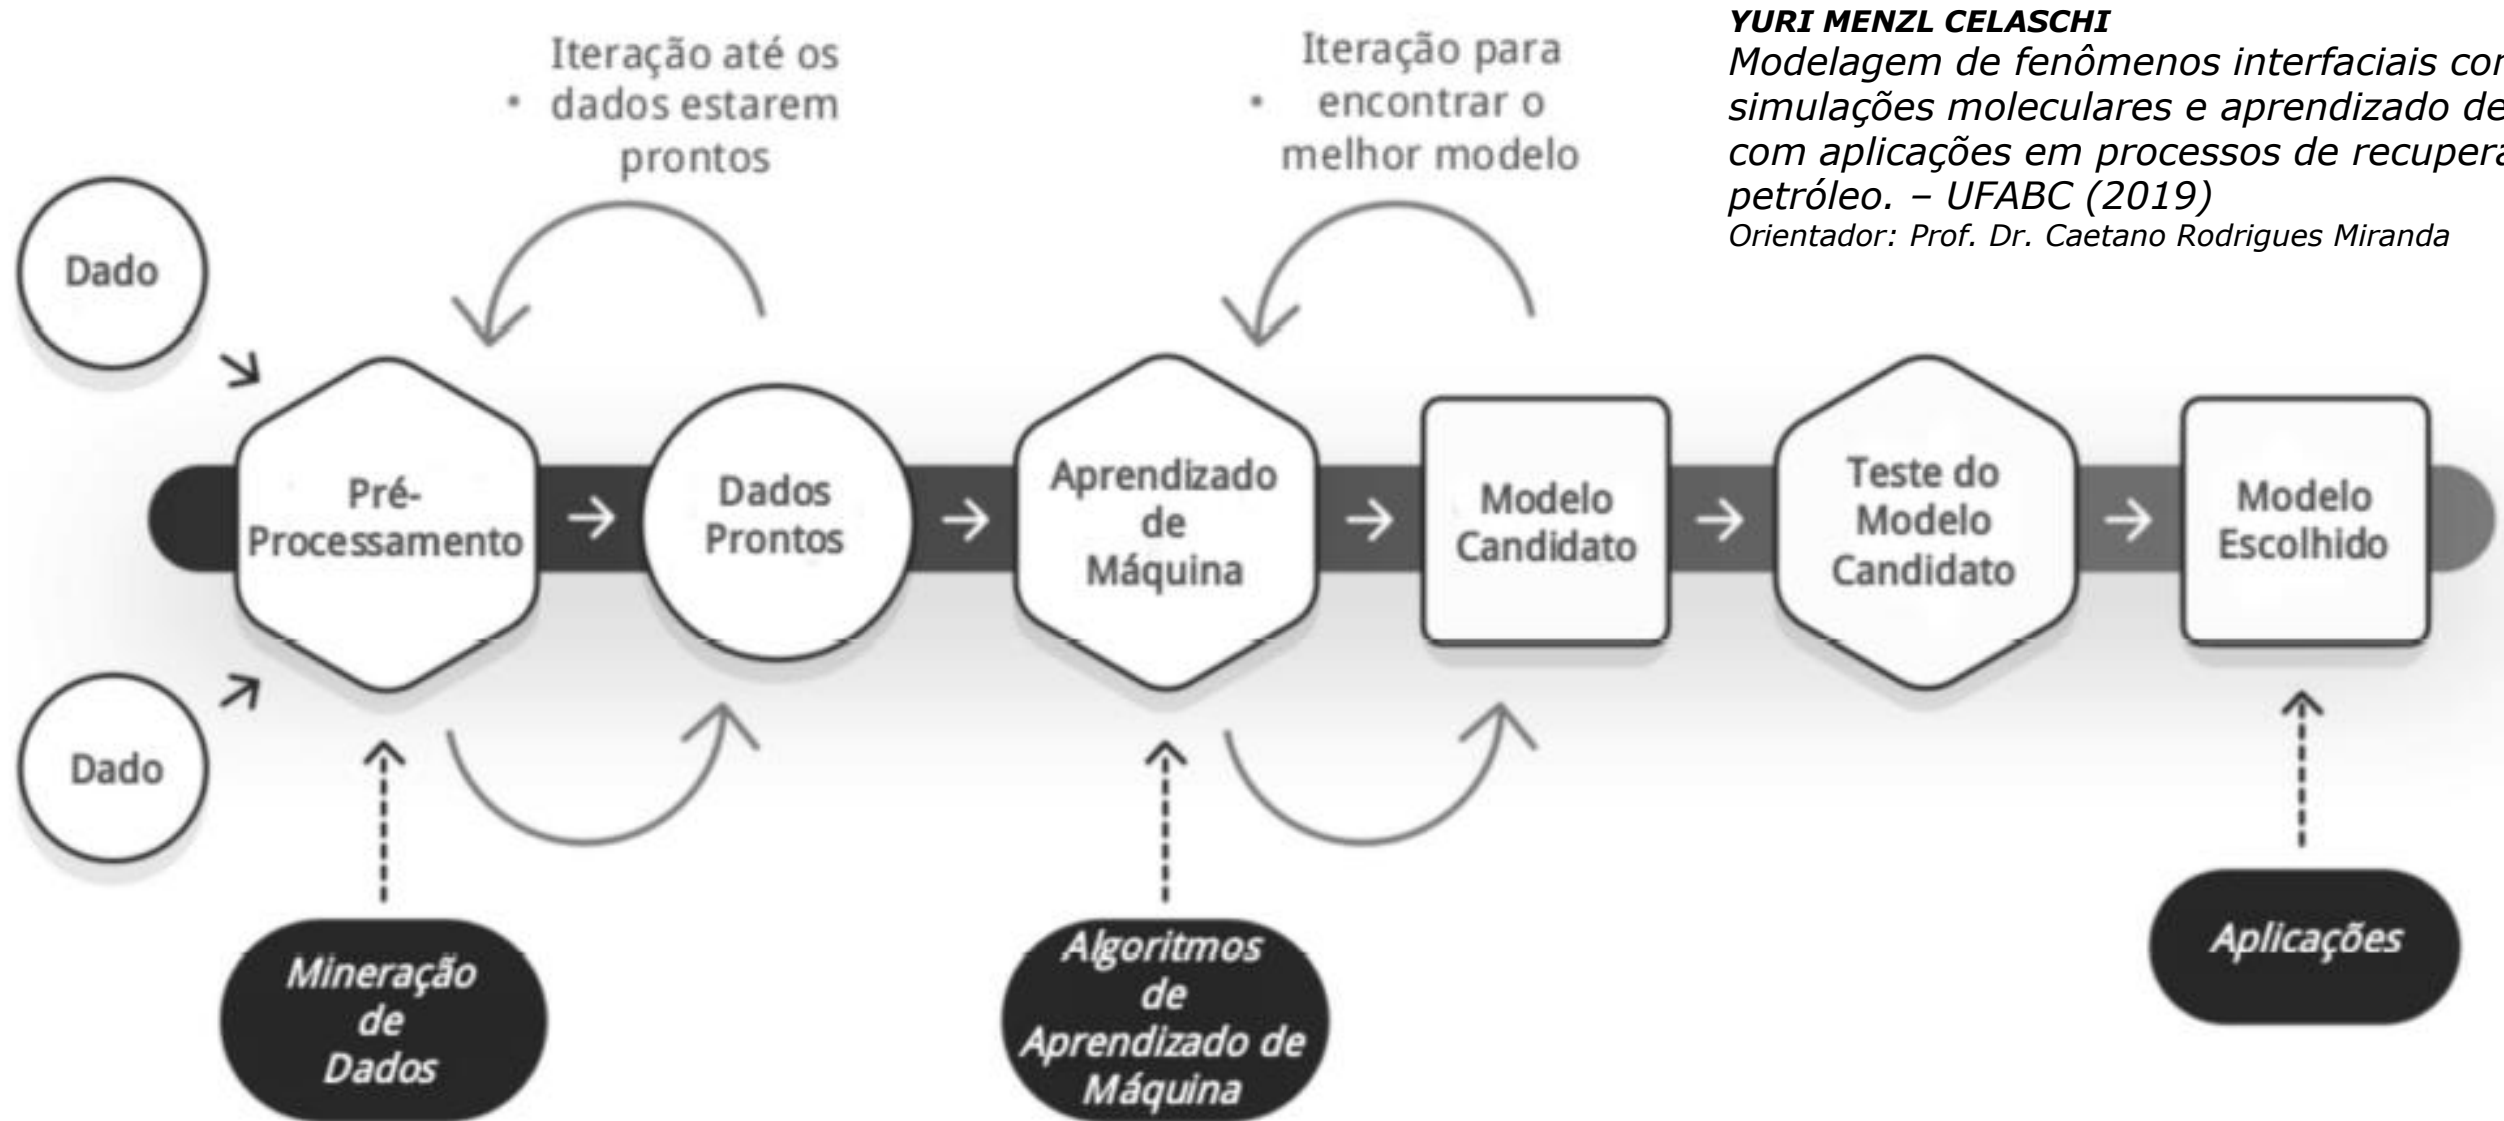 YURI MENZL CELASCHI
Modelagem de fenômenos interfaciais
simulações moleculares e aprendizado de
com aplicações em processos de
petróleo. – UFABC (2019)
Orientador: Prof. Dr. Caetano Rodrigues Miranda
Iteração até os
• dados estarem
prontos
Iteração para
• encontrar o
melhor modelo
Dado
Pré-
Processamento
Dados
Prontos
Aprendizado
de
Máquina
Modelo
Candidato
Teste do
Modelo
Candidato
Modelo
Escolhido
Dado
Mineração
de
Dados
Algoritmos
de
Aprendizado de
Máquina
Aplicações